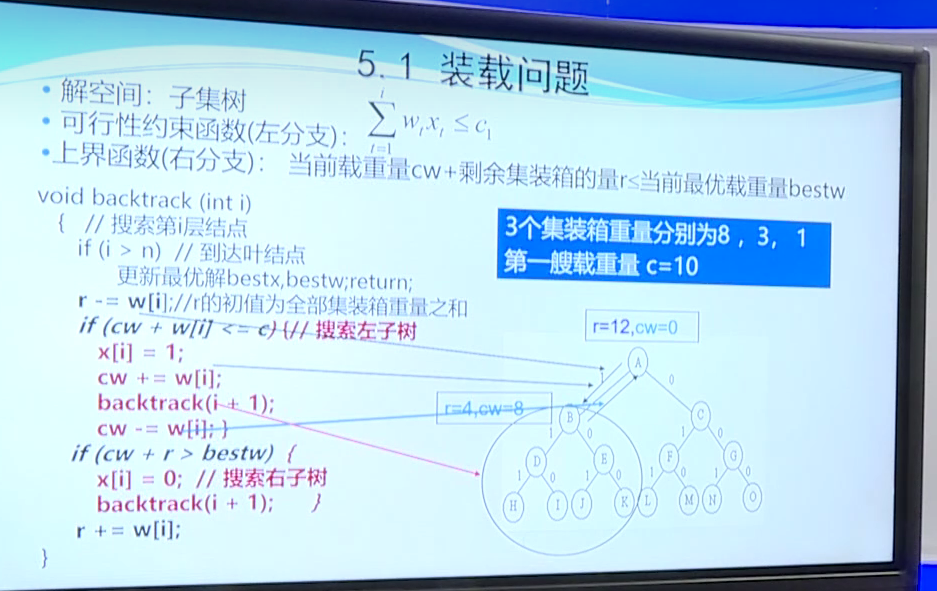 5.1 装载问题
• 解空间：子集树
• 可行性约束函数(左分支)： \sum_{i=1}^{i} w_i x_i ≤ c_1
•上界函数(右分支)： 当前载重量cw+剩余集装箱的量r≤当前最优载重量bestw
void backtrack (int i)
{ // 搜索第i层结点
if (i > n) // 到达叶结点
更新最优解bestx,bestw;return;
r -= w[i];//r的初值为全部集装箱重量之和
if (cw + w[i] <= c) {// 搜索左子树
x[i] = 1;
cw += w[i];
backtrack(i + 1);
cw -= w[i]; }
if (cw + r > bestw) {
x[i] = 0; // 搜索右子树
backtrack(i + 1); }
r += w[i];
}
3个集装箱重量分别为8 ，3， 1
第一艘载重量 c=10
r=12,cw=0
A
1 0
r=4,cw=8
B C
1 0 1 0
D E F G
1 0 1 0 1 0 1 0
H I J K L M N O